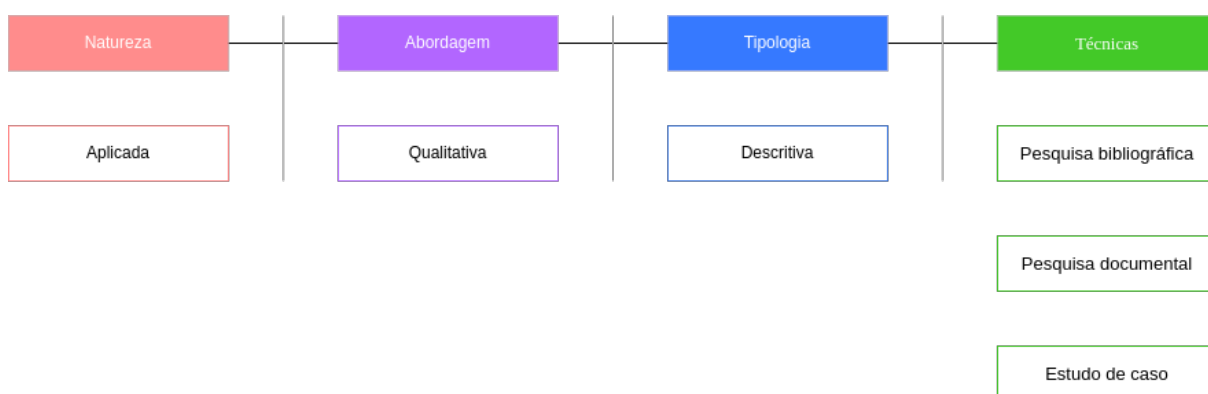 Natureza
Abordagem
Tipologia
Técnicas
Aplicada
Qualitativa
Descritiva
Pesquisa bibliográfica
Pesquisa documental
Estudo de caso